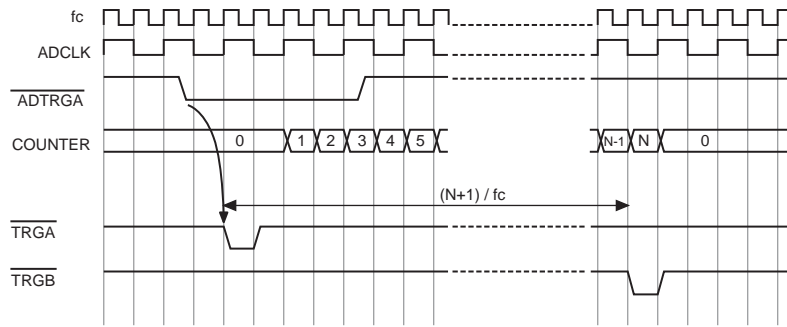 fc
ADCLK
ADTRGA
COUNTER 0 1 2 3 4 5 N-1 N 0
(N+1) / fc
TRGA
TRGB